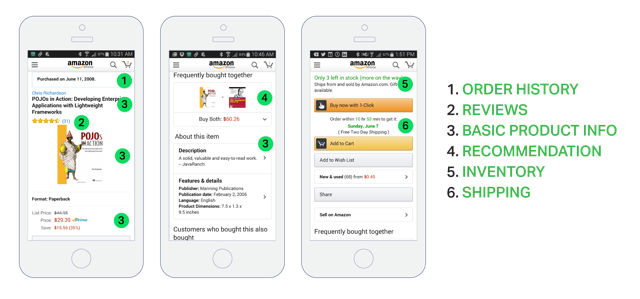 10:31 AM
amazon
Purchased on June 11, 2008.
1
Chris Richardson
POJOs in Action: Developing Enterp
Applications with Lightweight
Frameworks
3
(31)
2
POJOs
IN ACTION
3
Format: Paperback
List Price: $44.95
Price: $29.39 Prime
Save: $15.56 (35%)
3
10:46 AM
amazon
Frequently bought together
4
Buy Both: $60.26
About this item
3
Description
A solid, valuable and easy-to-read work.
– JavaRanch
Features & details
Publisher: Manning Publications
Publication date: February 2, 2006
Language: English
Product Dimensions: 7.5 x 1.3 x
9.5 inches
Customers who bought this also
bought
1:51 PM
amazon
Only 3 left in stock (more on the way)
Ships from and sold by Amazon.com. Gift
available
5
Buy now with 1-Click
Order within 10 hr 52 min to get it
Sunday, June 7
( Free Two Day Shipping )
6
Add to Cart
Add to Wish List
New & used (68) from $0.45
Share
Sell on Amazon
Frequently bought together
1. ORDER HISTORY
2. REVIEWS
3. BASIC PRODUCT INFO
4. RECOMMENDATION
5. INVENTORY
6. SHIPPING